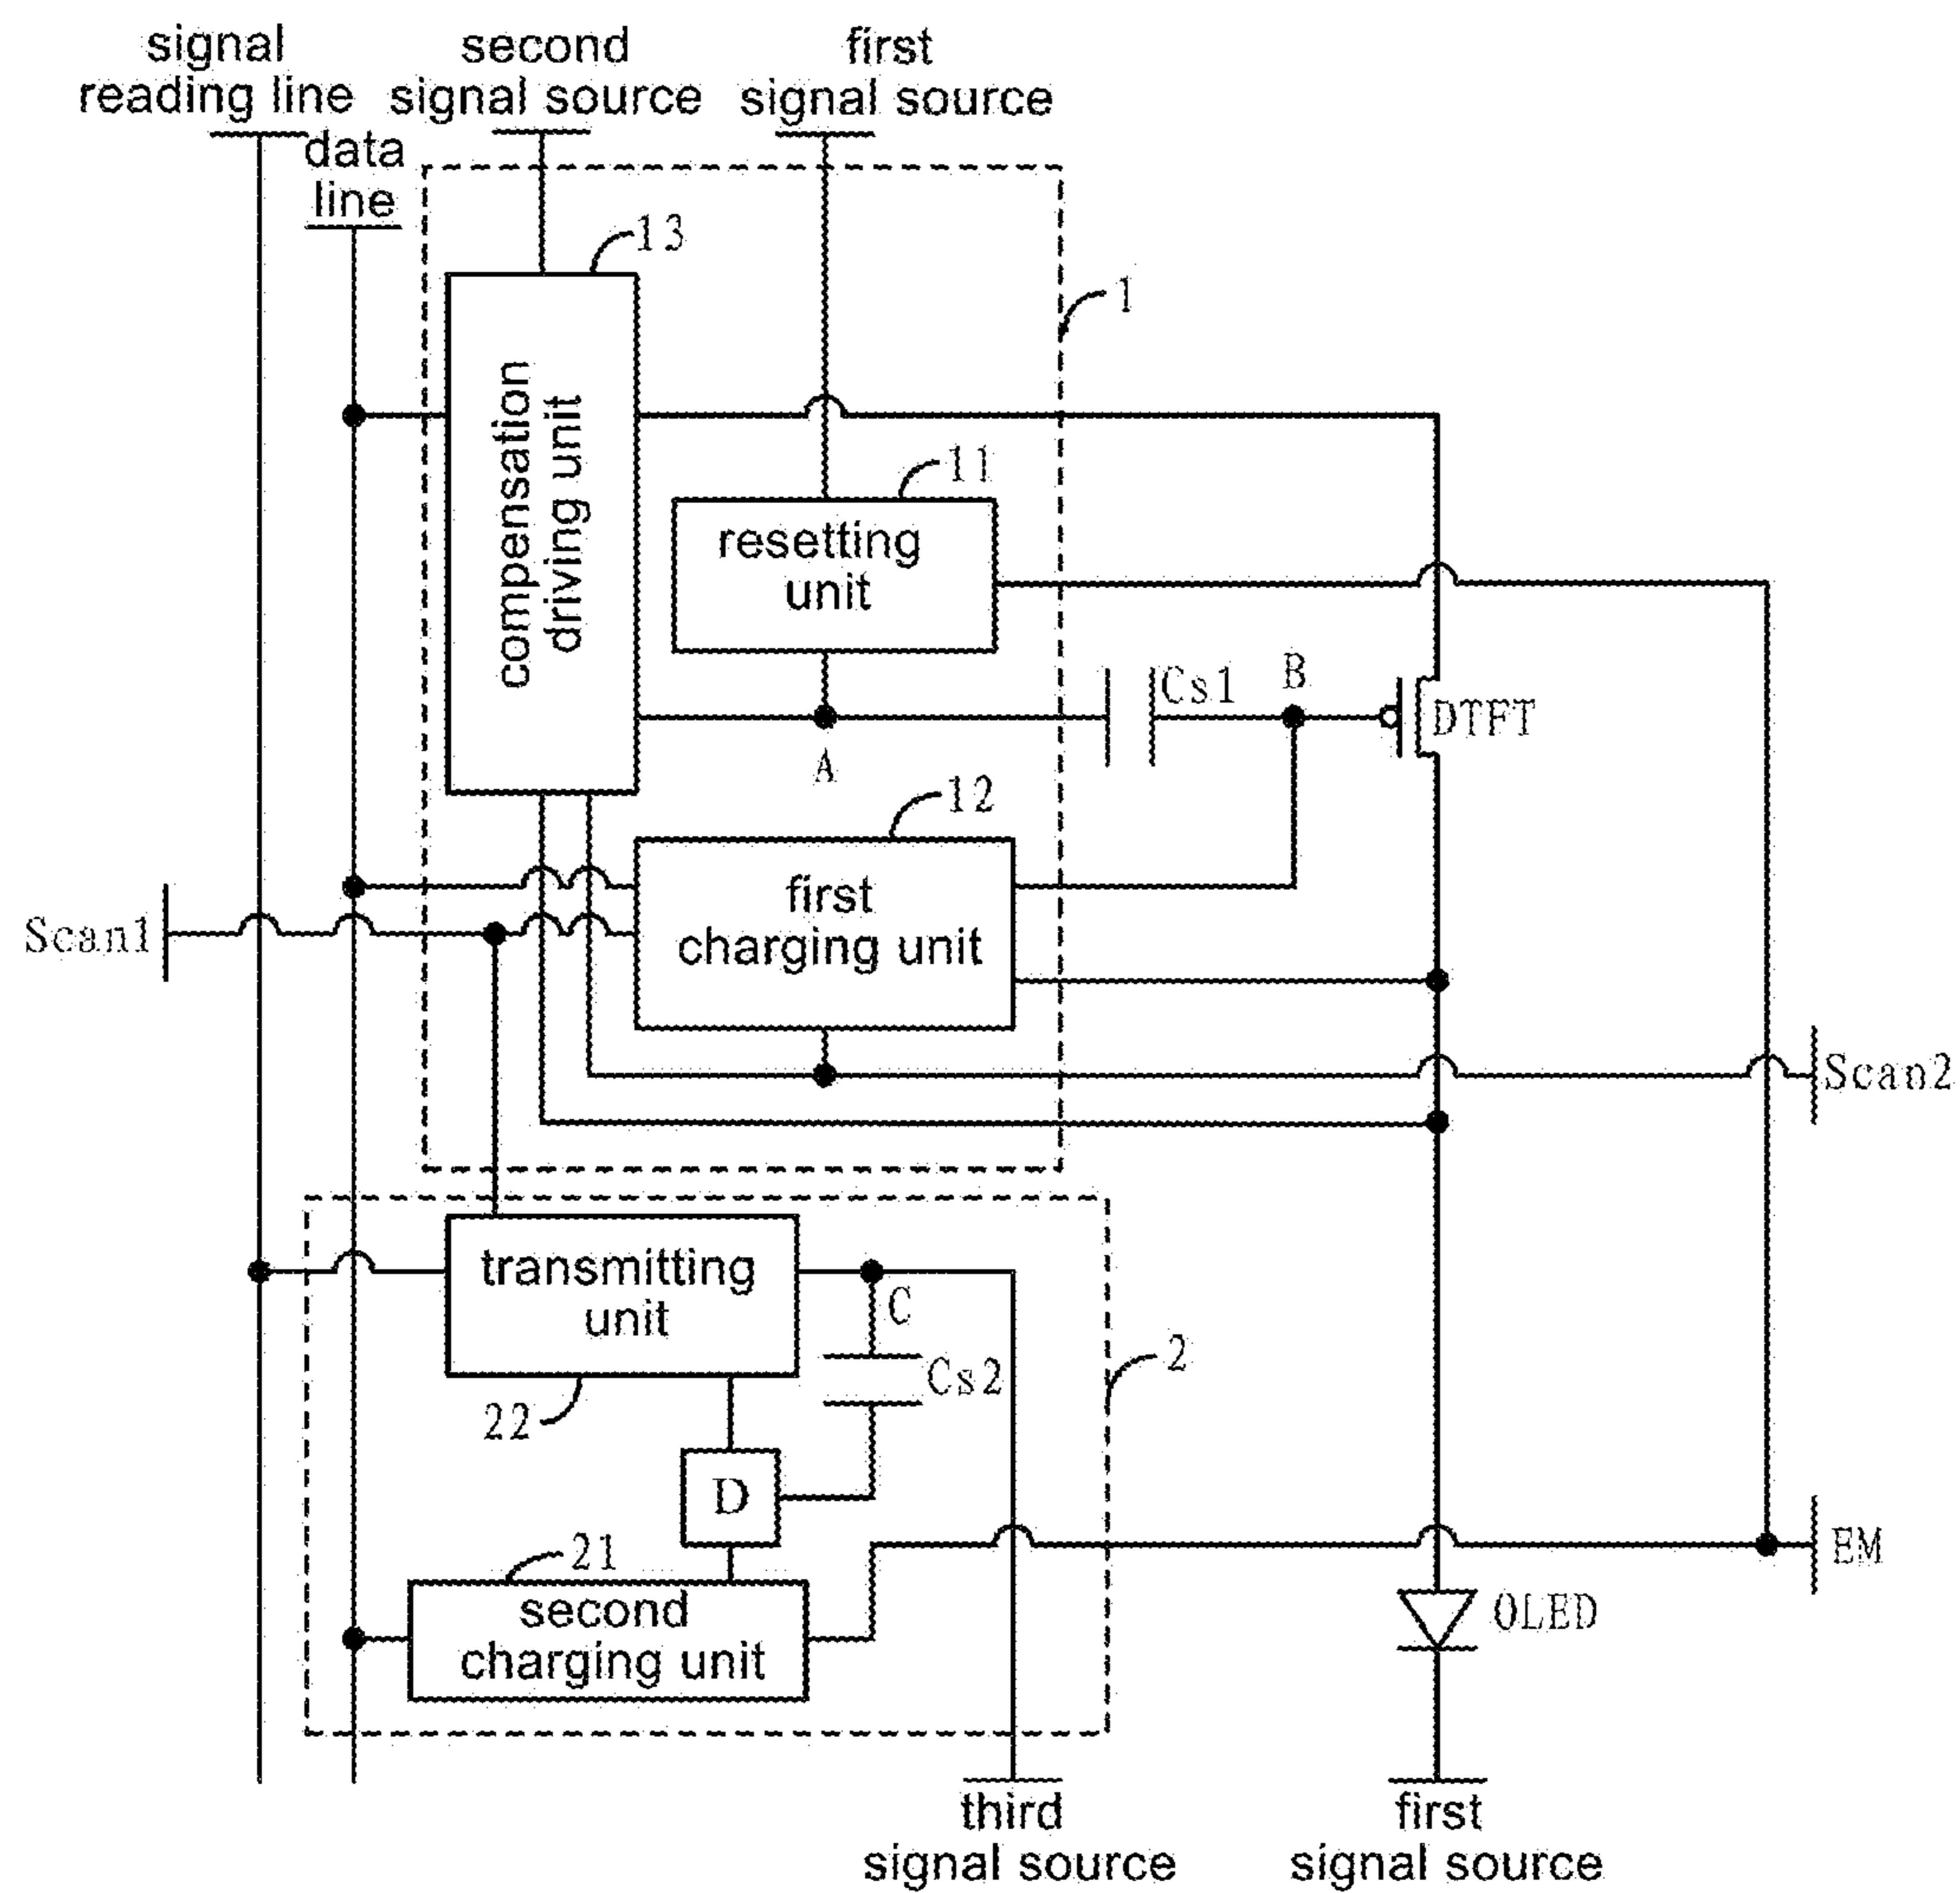 signal
reading line
second
signal source
first
signal source
data
line
13
1
compensation
driving unit
11
resetting
unit
Cs1
B
DTFT
A
12
first
charging unit
Scan1
Scan2
transmitting
unit
C
Cs2
2
22
D
21
second
charging unit
EM
OLED
third
signal source
first
signal source